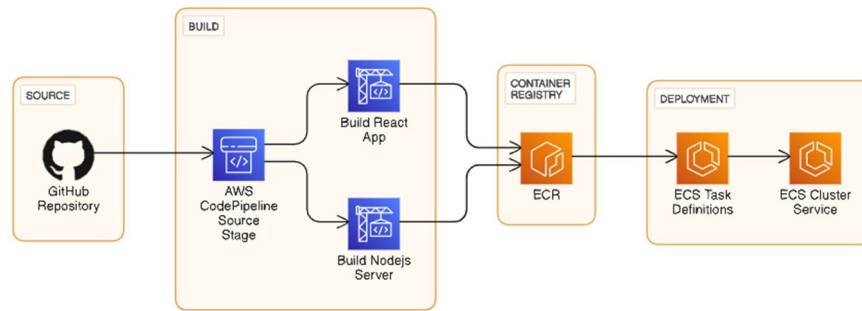 SOURCE
GitHub
Repository
BUILD
AWS
CodePipeline
Source
Stage
Build React
App
Build Nodejs
Server
CONTAINER
REGISTRY
ECR
DEPLOYMENT
ECS Task
Definitions
ECS Cluster
Service